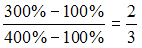 (300% − 100%)/(400% − 100%) = 2/3